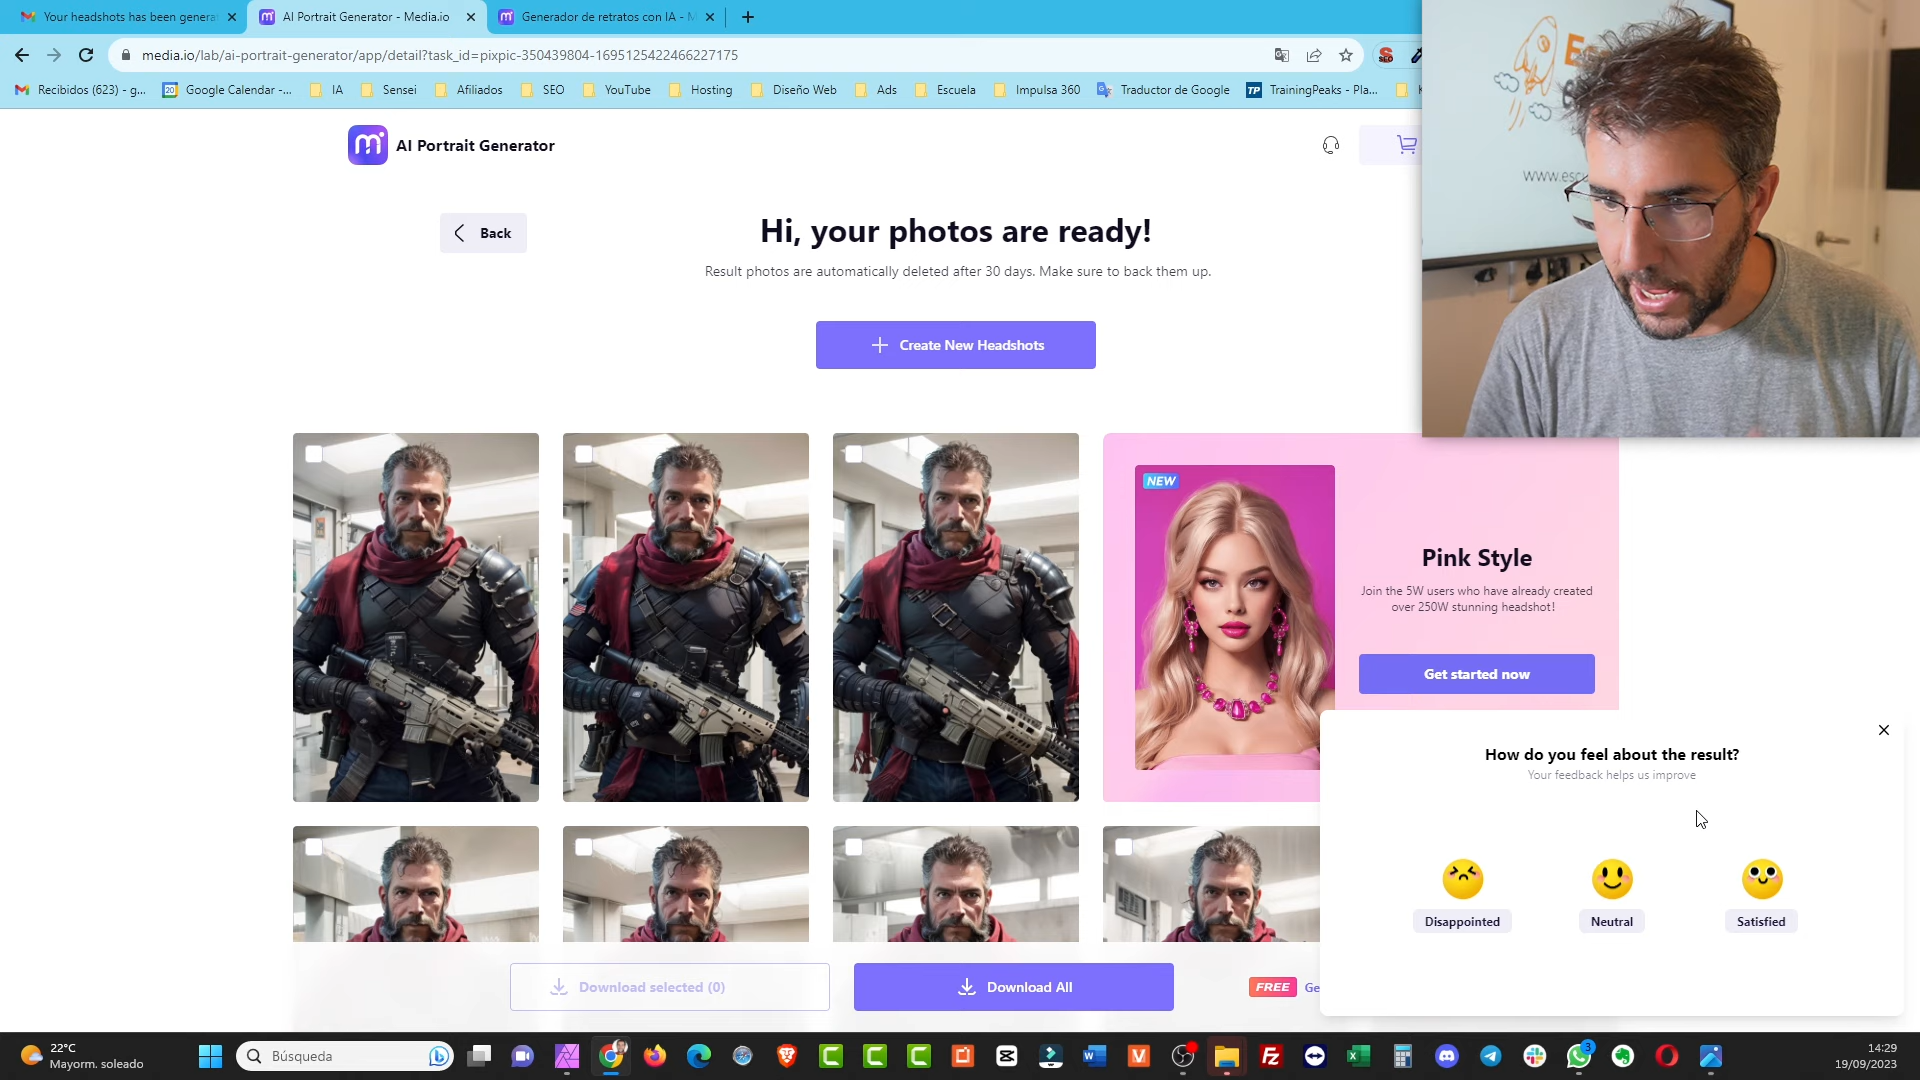 Your headshots has been genera
AI Portrait Generator - Media.io
Generador de retratos con IA - M
media.io/lab/ai-portrait-generator/app/detail?task_id=pixpic-350439804-1695125422466227175
Recibidos (623) - g...
20
Google Calendar -...
IA
Sensei
Afiliados
SEO
YouTube
Hosting
Diseño Web
Ads
Escuela
Impulsa 360
Traductor de Google
TP
TrainingPeaks - Pla...
AI Portrait Generator
www.escu
Back
Hi, your photos are ready!
Result photos are automatically deleted after 30 days. Make sure to back them up.
Create New Headshots
NEW
Pink Style
Join the 5W users who have already created
over 250W stunning headshot!
Get started now
How do you feel about the result?
Your feedback helps us improve
Disappointed
Neutral
Satisfied
Download selected (0)
Download All
FREE
Ge
22°C
Mayorm. soleado
Búsqueda
3
14:29
19/09/2023